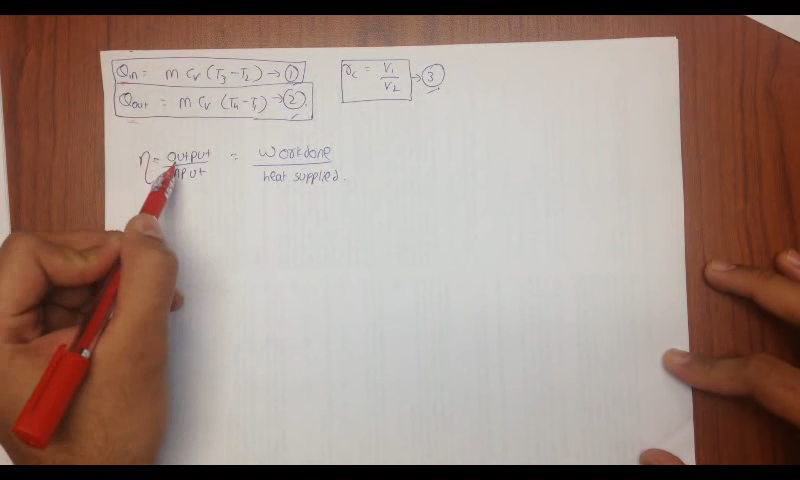 Qin = m Cv (T3 - T2) → ①
Qout = m Cv (T4 - T1) → ②
rc = V1 / V2 → ③
η = output / input = workdone / heat supplied.